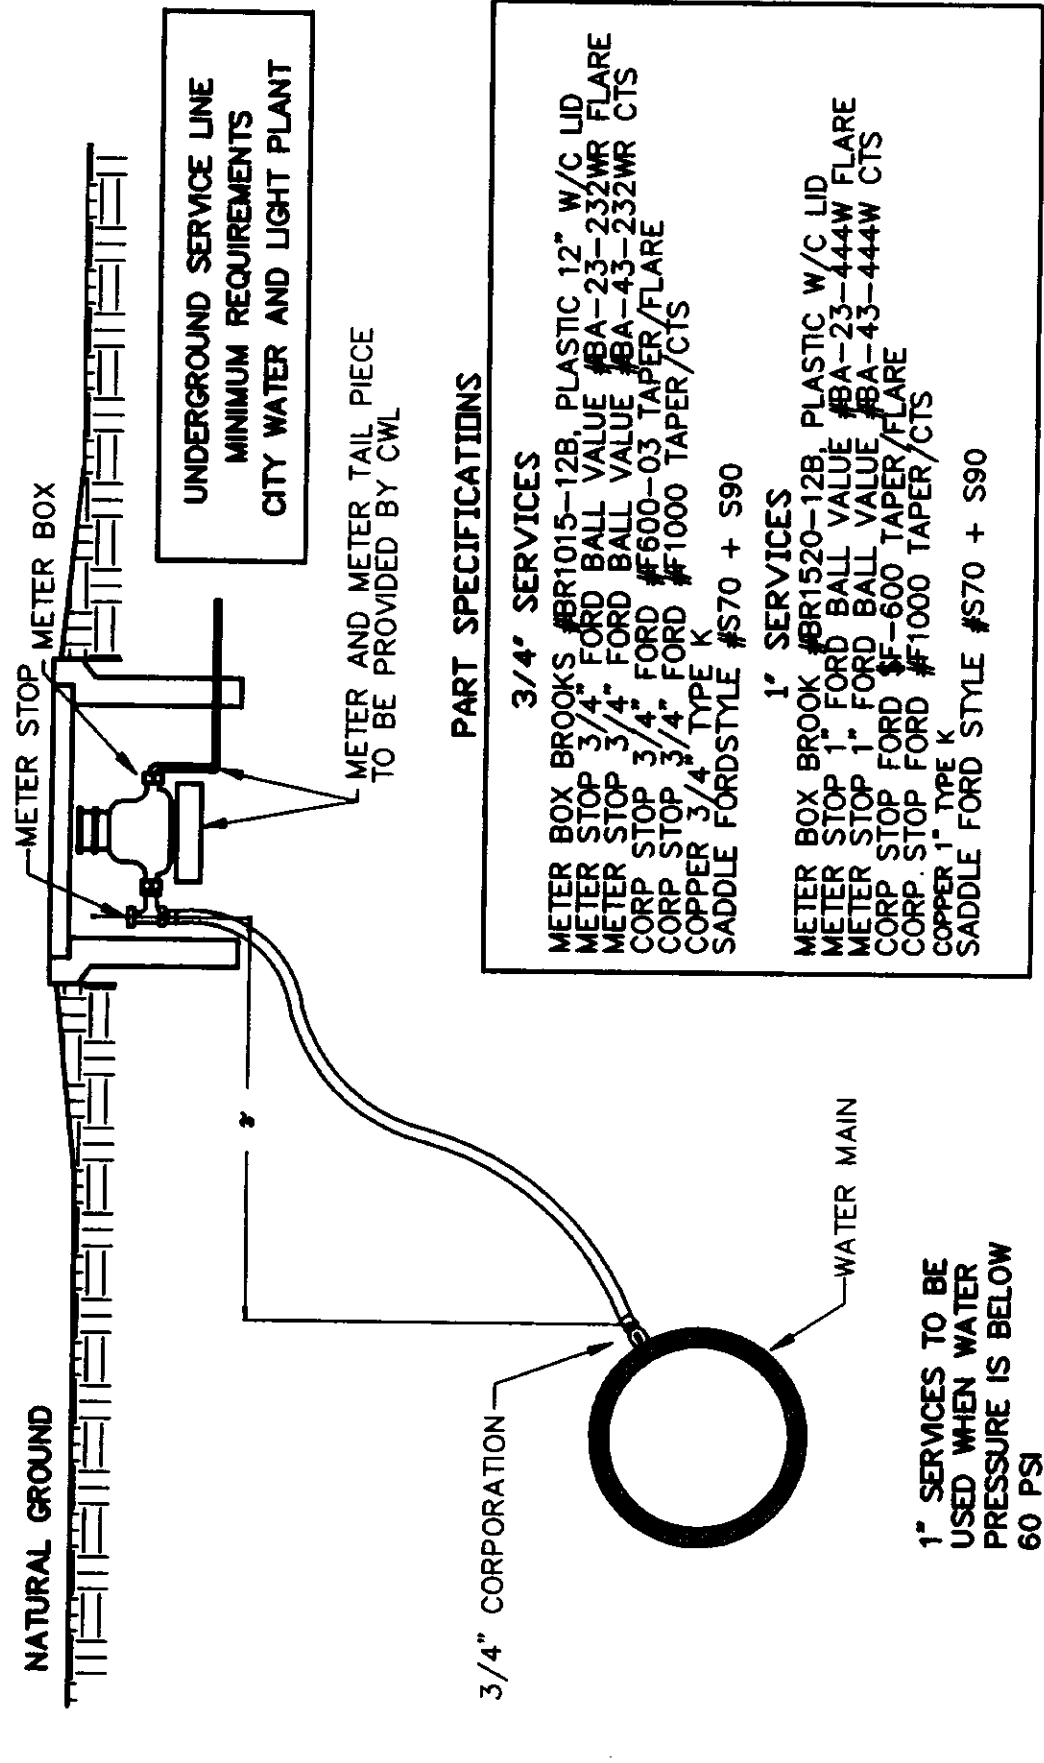 NATURAL GROUND
METER STOP
METER BOX
UNDERGROUND SERVICE LINE
MINIMUM REQUIREMENTS
CITY WATER AND LIGHT PLANT
METER AND METER TAIL PIECE
TO BE PROVIDED BY CWL
3/4" CORPORATION
WATER MAIN
1" SERVICES TO BE
USED WHEN WATER
PRESSURE IS BELOW
60 PSI
PART SPECIFICATIONS
3/4" SERVICES
METER BOX BROOKS #BR1015-12B, PLASTIC 12" W/C LID
METER STOP 3/4" FORD BALL VALUE #BA-23-232WR FLARE
METER STOP 3/4" FORD BALL VALUE #BA-43-232WR CTS
CORP STOP 3/4" FORD #F600-03 TAPER/FLARE
CORP STOP 3/4" FORD #F1000 TAPER/CTS
COPPER 3/4" TYPE K
SADDLE FORDSTYLE #S70 + S90
1" SERVICES
METER BOX BROOK #BR1520-12B, PLASTIC W/C LID
METER STOP 1" FORD BALL VALUE #BA-23-444W FLARE
METER STOP 1" FORD BALL VALUE #BA-43-444W CTS
CORP STOP FORD $F-600 TAPER/FLARE
CORP. STOP FORD #F1000 TAPER/CTS
COPPER 1" TYPE K
SADDLE FORD STYLE #S70 + S90